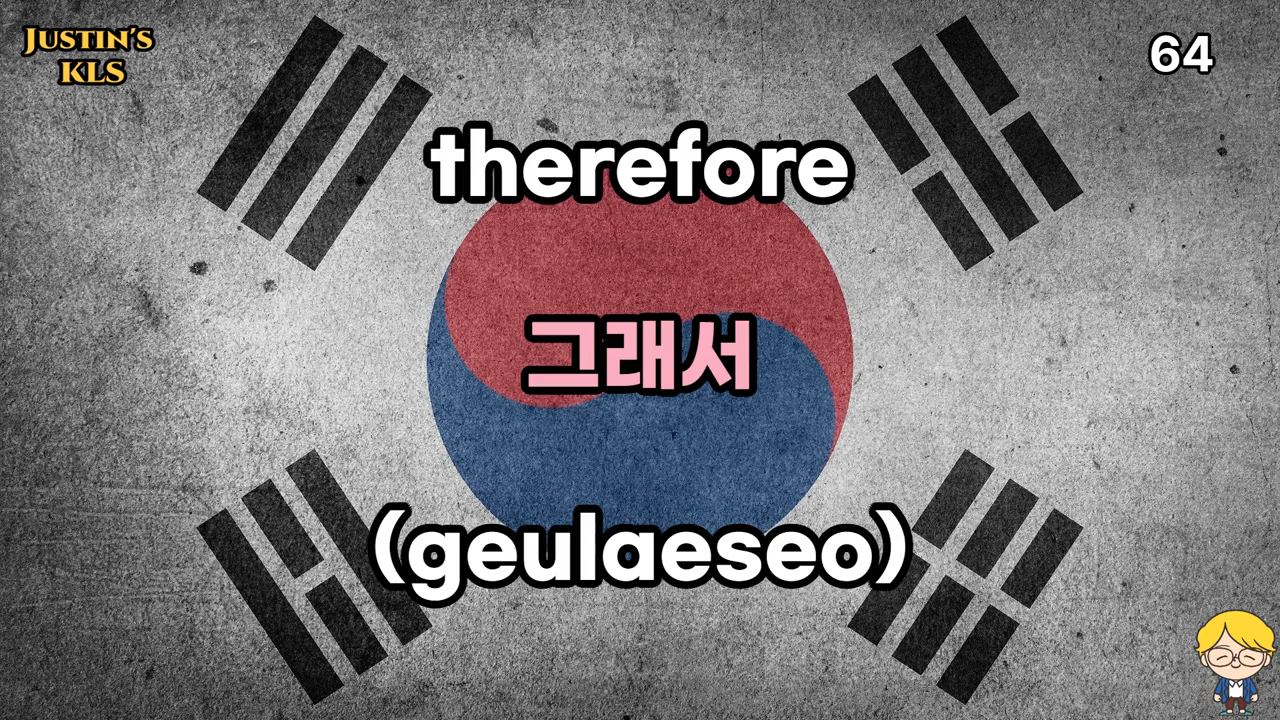 JUSTIN'S
KLS
64
therefore
그래서
(geulaeseo)